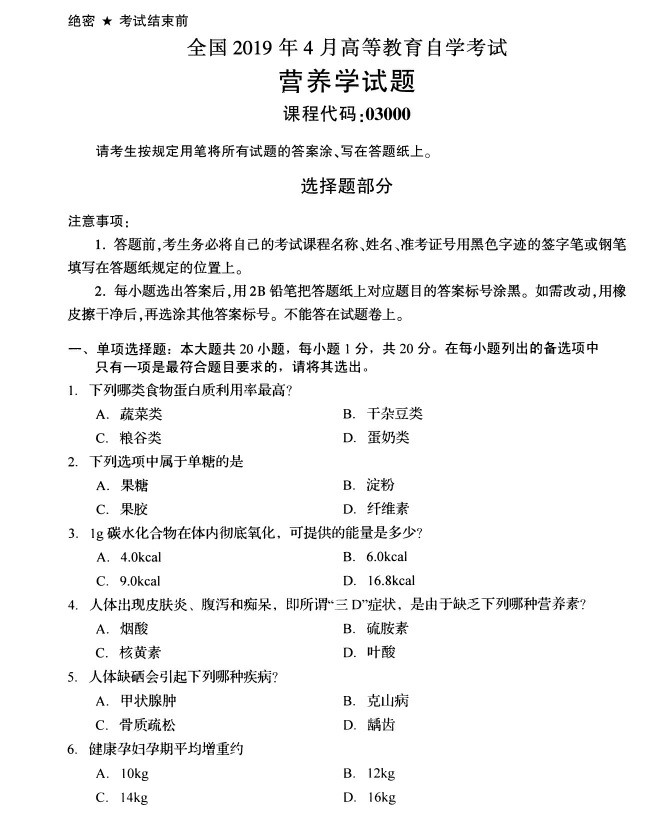 绝密 ★ 考试结束前
全国 2019 年 4 月高等教育自学考试
营养学试题
课程代码:03000
请考生按规定用笔将所有试题的答案涂、写在答题纸上。
选择题部分
注意事项:
1. 答题前,考生务必将自己的考试课程名称、姓名、准考证号用黑色字迹的签字笔或钢笔
填写在答题纸规定的位置上。
2. 每小题选出答案后,用 2B 铅笔把答题纸上对应题目的答案标号涂黑。如需改动,用橡
皮擦干净后,再选涂其他答案标号。不能答在试题卷上。
一、单项选择题:本大题共 20 小题,每小题 1 分,共 20 分。在每小题列出的备选项中
只有一项是最符合题目要求的,请将其选出。
1. 下列哪类食物蛋白质利用率最高?
A. 蔬菜类 B. 干杂豆类
C. 粮谷类 D. 蛋奶类
2. 下列选项中属于单糖的是
A. 果糖 B. 淀粉
C. 果胶 D. 纤维素
3. 1g 碳水化合物在体内彻底氧化,可提供的能量是多少?
A. 4.0kcal B. 6.0kcal
C. 9.0kcal D. 16.8kcal
4. 人体出现皮肤炎、腹泻和痴呆,即所谓“三 D”症状,是由于缺乏下列哪种营养素?
A. 烟酸 B. 硫胺素
C. 核黄素 D. 叶酸
5. 人体缺硒会引起下列哪种疾病?
A. 甲状腺肿 B. 克山病
C. 骨质疏松 D. 龋齿
6. 健康孕妇孕期平均增重约
A. 10kg B. 12kg
C. 14kg D. 16kg